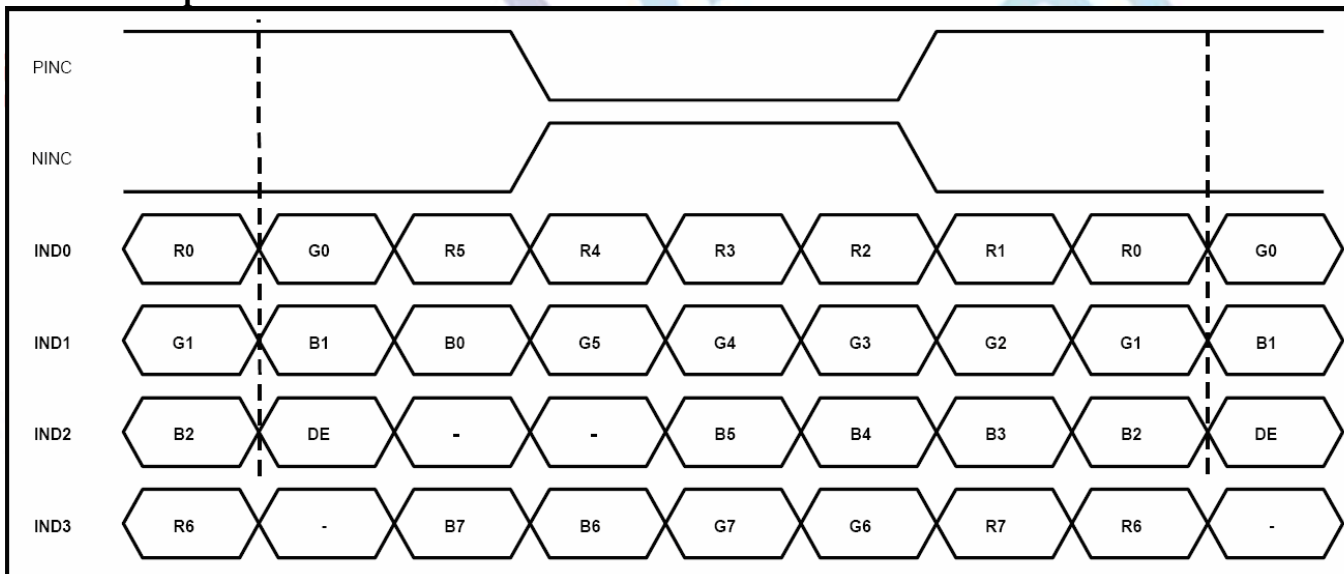 PINC
NINC
IND0 R0 G0 R5 R4 R3 R2 R1 R0 G0
IND1 G1 B1 B0 G5 G4 G3 G2 G1 B1
IND2 B2 DE - - B5 B4 B3 B2 DE
IND3 R6 - B7 B6 G7 G6 R7 R6 -